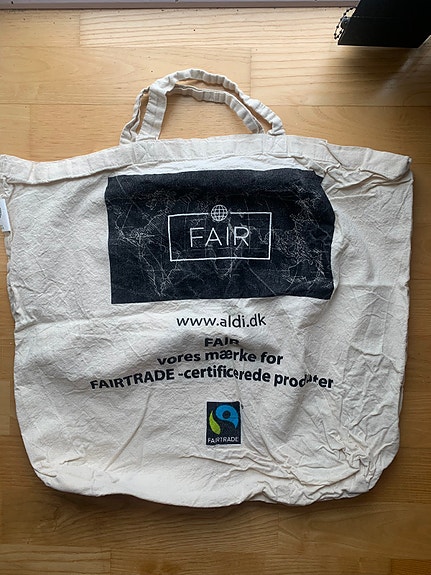 FAIR
www.aldi.dk
FAIR
vores mærke for
FAIRTRADE -certificerede produkter
FAIRTRADE